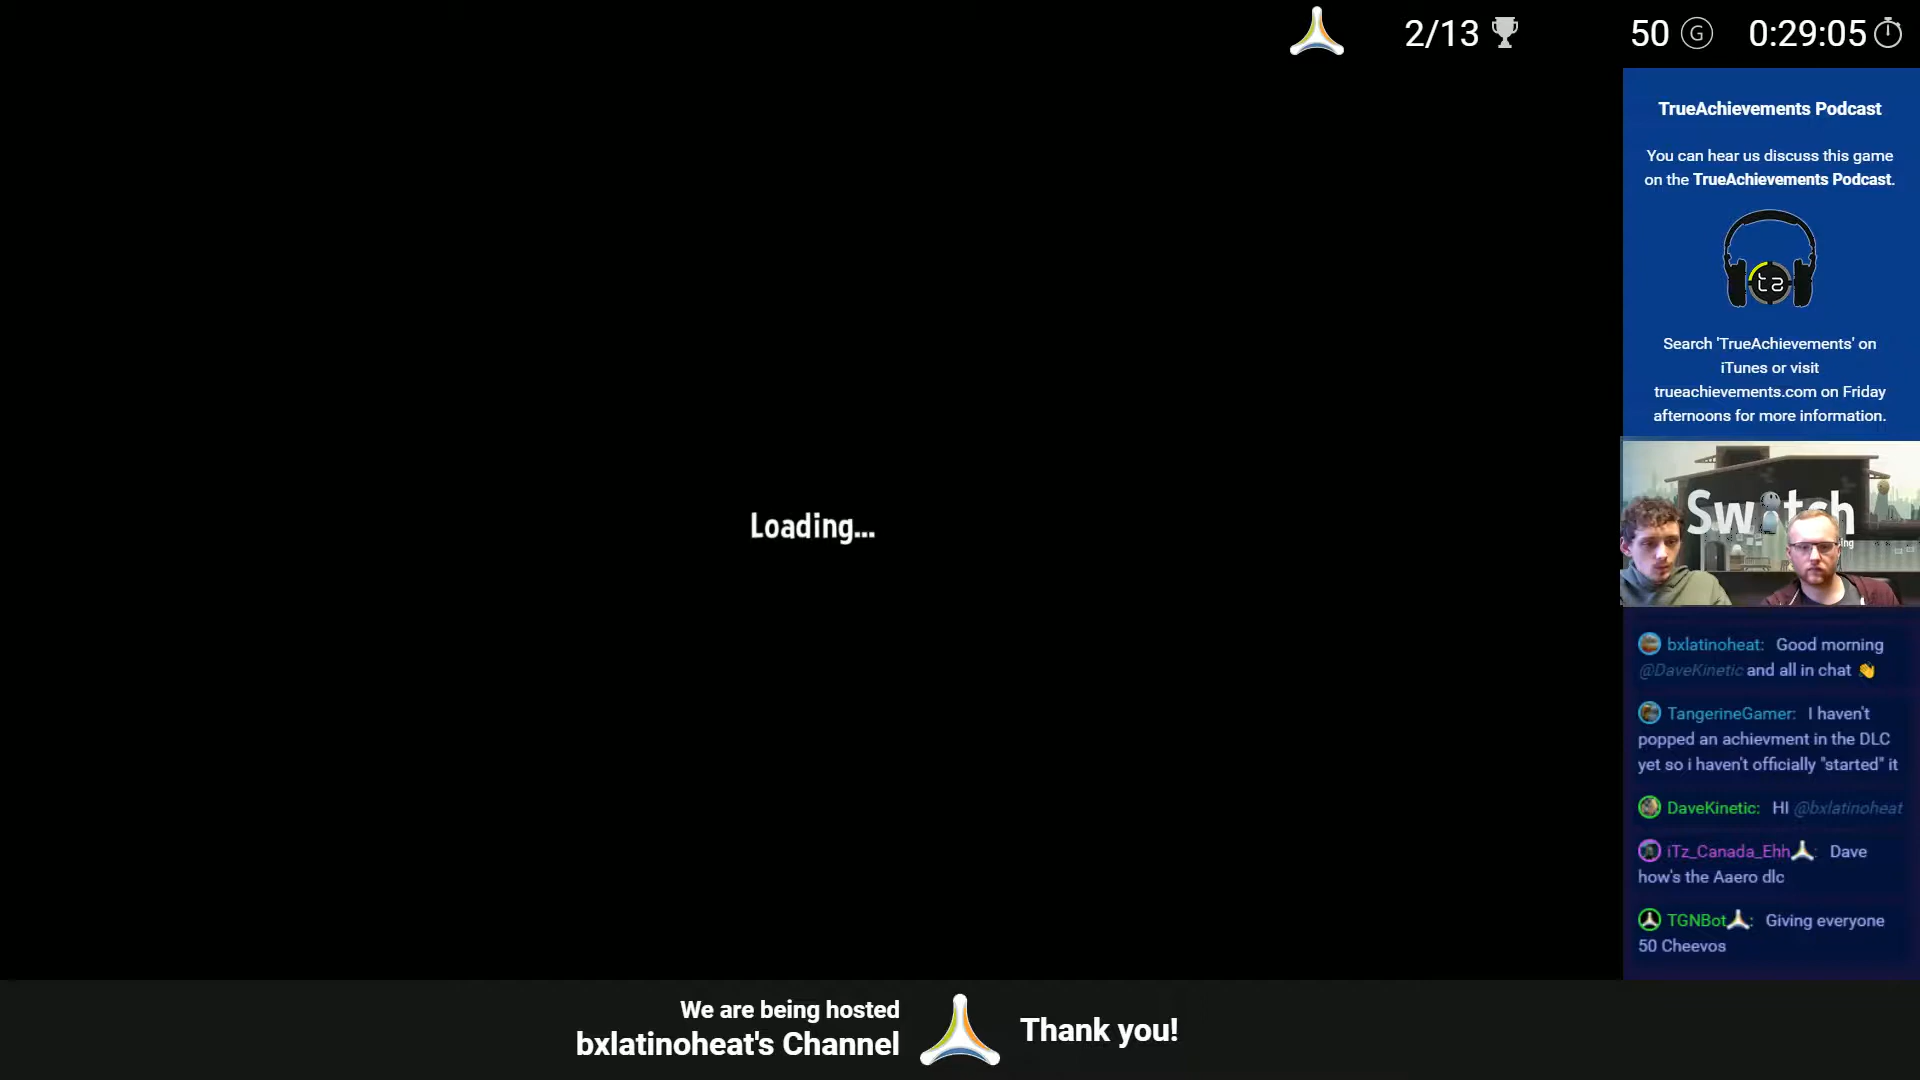 2/13
50 G 0:29:05
TrueAchievements Podcast
You can hear us discuss this game
on the TrueAchievements Podcast.
ta
Search 'TrueAchievements' on
iTunes or visit
trueachievements.com on Friday
afternoons for more information.
Loading...
Switch
ing
bxlatinoheat: Good morning
@DaveKinetic and all in chat 👋
TangerineGamer: I haven't
popped an achievment in the DLC
yet so i haven't officially "started" it
DaveKinetic: HI @bxlatinoheat
iTz_Canada_Ehh: Dave
how's the Aaero dlc
TGNBot: Giving everyone
50 Cheevos
We are being hosted
bxlatinoheat's Channel
Thank you!